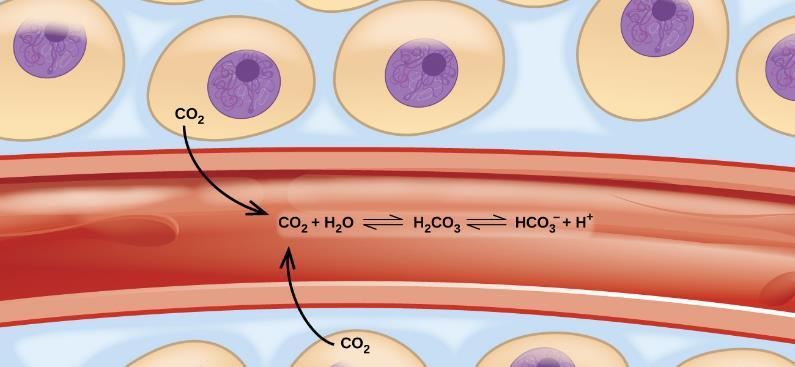 CO₂
CO₂ + H₂O ⇌ H₂CO₃ ⇌ HCO₃⁻ + H⁺
CO₂